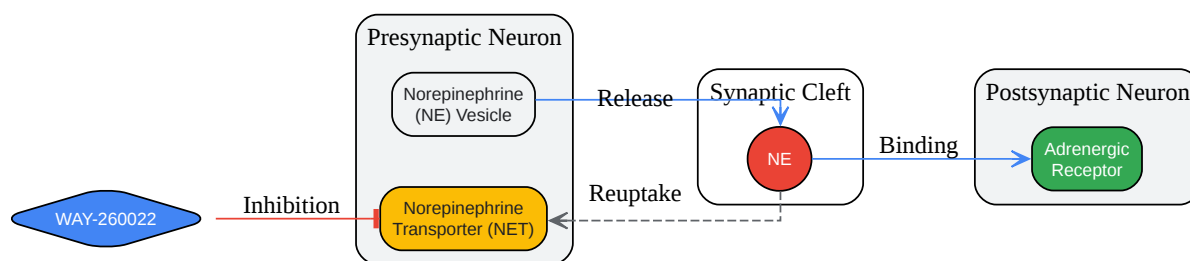 Presynaptic Neuron
Norepinephrine
(NE) Vesicle
Release
Synaptic Cleft
NE
Binding
Postsynaptic Neuron
Adrenergic
Receptor
WAY-260022
Inhibition
Norepinephrine
Transporter (NET)
Reuptake